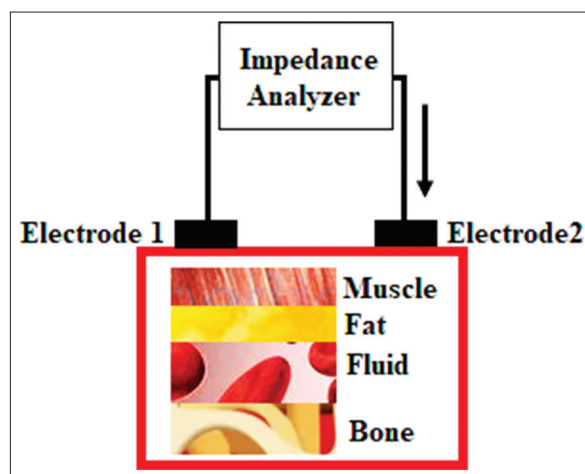 Impedance
Analyzer
Electrode 1
Electrode2
Muscle
Fat
Fluid
Bone